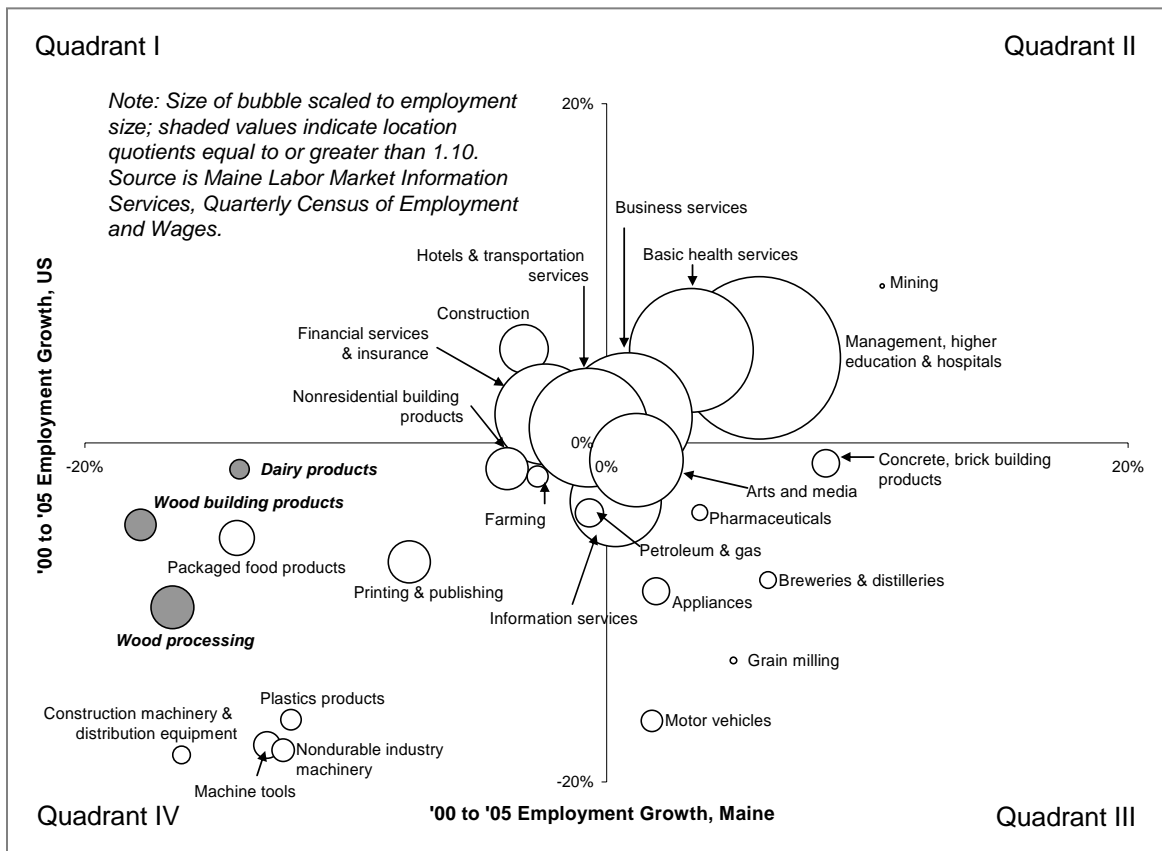 Quadrant I
Quadrant II
Note: Size of bubble scaled to employment
size; shaded values indicate location
quotients equal to or greater than 1.10.
Source is Maine Labor Market Information
Services, Quarterly Census of Employment
and Wages.
20%
Business services
Hotels & transportation
services
Basic health services
Mining
Construction
Financial services
& insurance
Management, higher
education & hospitals
Nonresidential building
products
'00 to '05 Employment Growth, US
0%
-20%
0%
20%
Dairy products
Concrete, brick building
products
Wood building products
Arts and media
Farming
Pharmaceuticals
Petroleum & gas
Packaged food products
Printing & publishing
Breweries & distilleries
Appliances
Information services
Wood processing
Grain milling
Plastics products
Construction machinery &
distribution equipment
Motor vehicles
Nondurable industry
machinery
Machine tools
-20%
Quadrant IV
'00 to '05 Employment Growth, Maine
Quadrant III